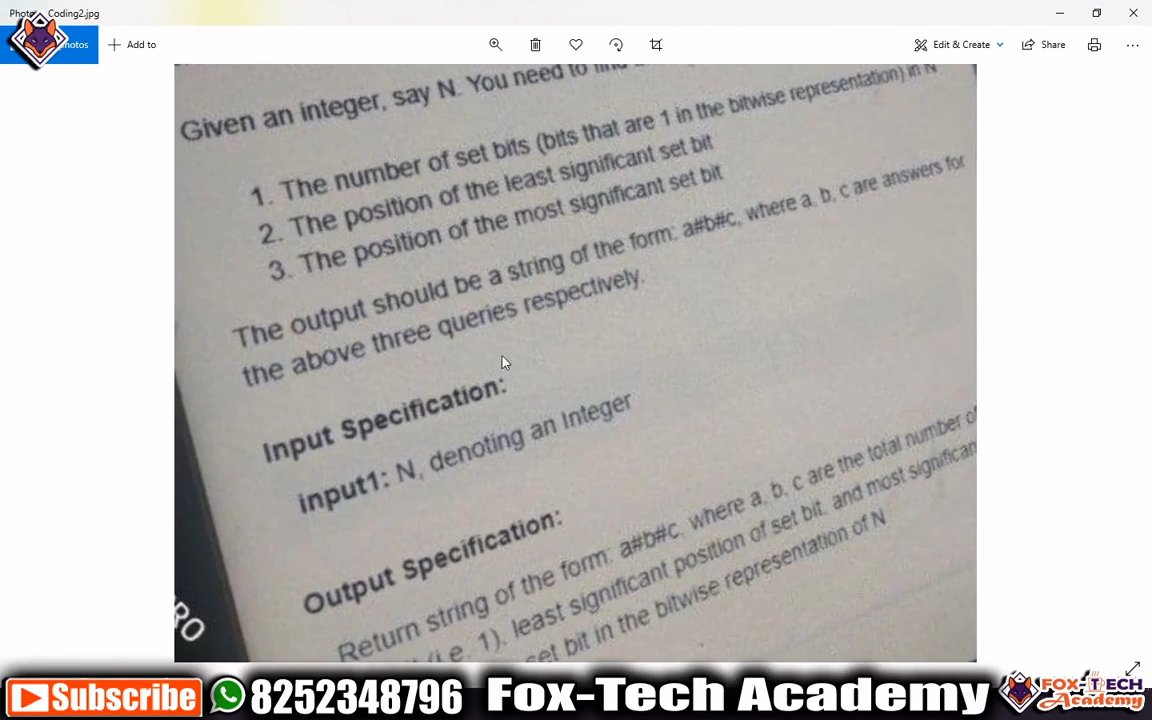 Coding2.jpg
Add to
Edit & Create
Share
Given an integer, say N. You need to find
1. The number of set bits (bits that are 1 in the bitwise representation) in N
2. The position of the least significant set bit
3. The position of the most significant set bit
The output should be a string of the form: a#b#c, where a, b, c are answers for
the above three queries respectively.
Input Specification:
input1: N, denoting an Integer
Output Specification:
Return string of the form: a#b#c, where a, b, c are the total number of
(i.e. 1), least significant position of set bit, and most significan
set bit in the bitwise representation of N
RO
Subscribe
8252348796
Fox-Tech Academy
FOX-TECH
Academy